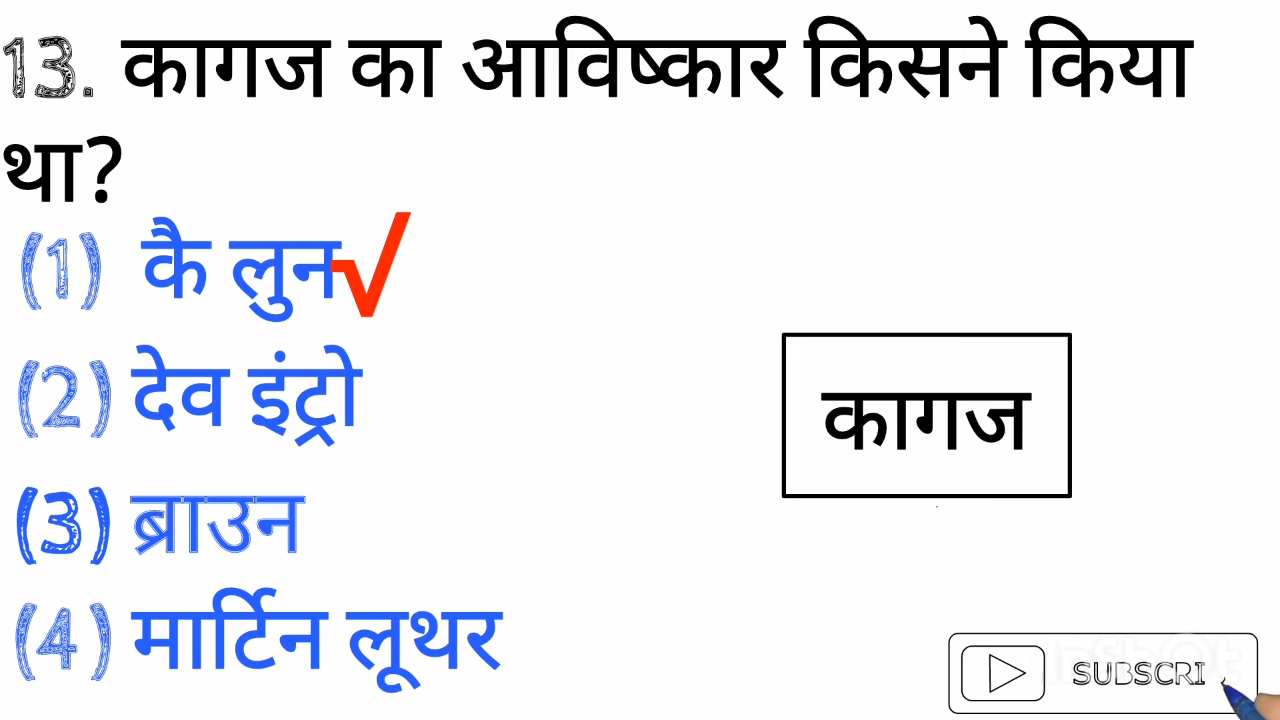 13. कागज का आविष्कार किसने किया
था?
(1) कै लुन√
(2) देव इंट्रो
(3) ब्राउन
कागज
(4) मार्टिन लूथर
SUBSCRI